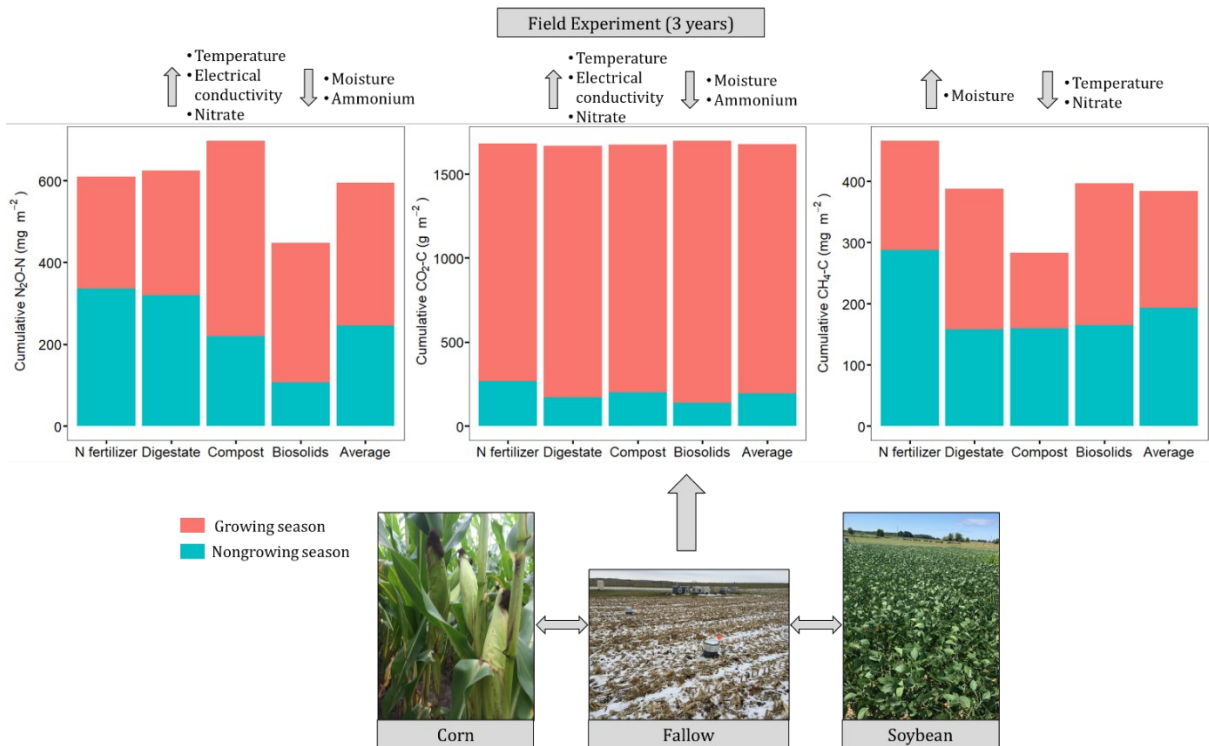 Field Experiment (3 years)
• Temperature
• Electrical
conductivity
• Nitrate
• Moisture
• Ammonium
• Temperature
• Electrical
conductivity
• Nitrate
• Moisture
• Ammonium
• Moisture
• Temperature
• Nitrate
Cumulative N₂O-N (mg m⁻²)
600
400
200
0
N fertilizer Digestate Compost Biosolids Average
Cumulative CO₂-C (g m⁻²)
1500
1000
500
0
N fertilizer Digestate Compost Biosolids Average
Cumulative CH₄-C (mg m⁻²)
400
300
200
100
0
N fertilizer Digestate Compost Biosolids Average
Growing season
Nongrowing season
Corn
Fallow
Soybean